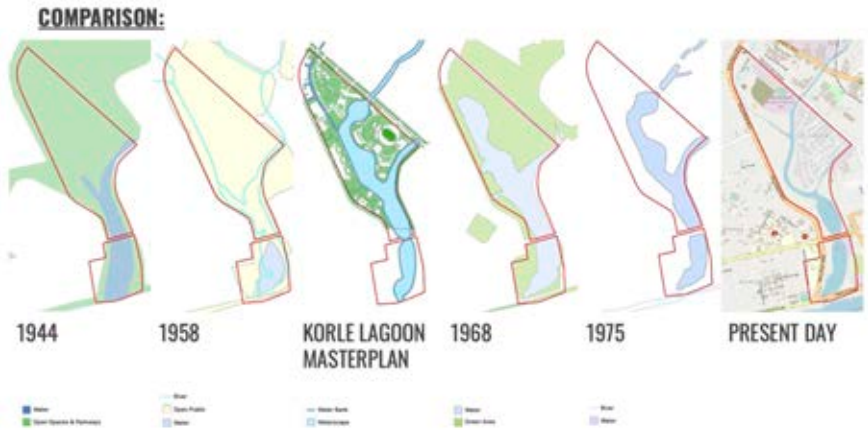 COMPARISON:
1944
1958
KORLE LAGOON
MASTERPLAN
1968
1975
PRESENT DAY
Water
Open Spaces & Parkways
River
Open Public
Water
Water Bank
Waterscape
Water
Green Area
River
Water